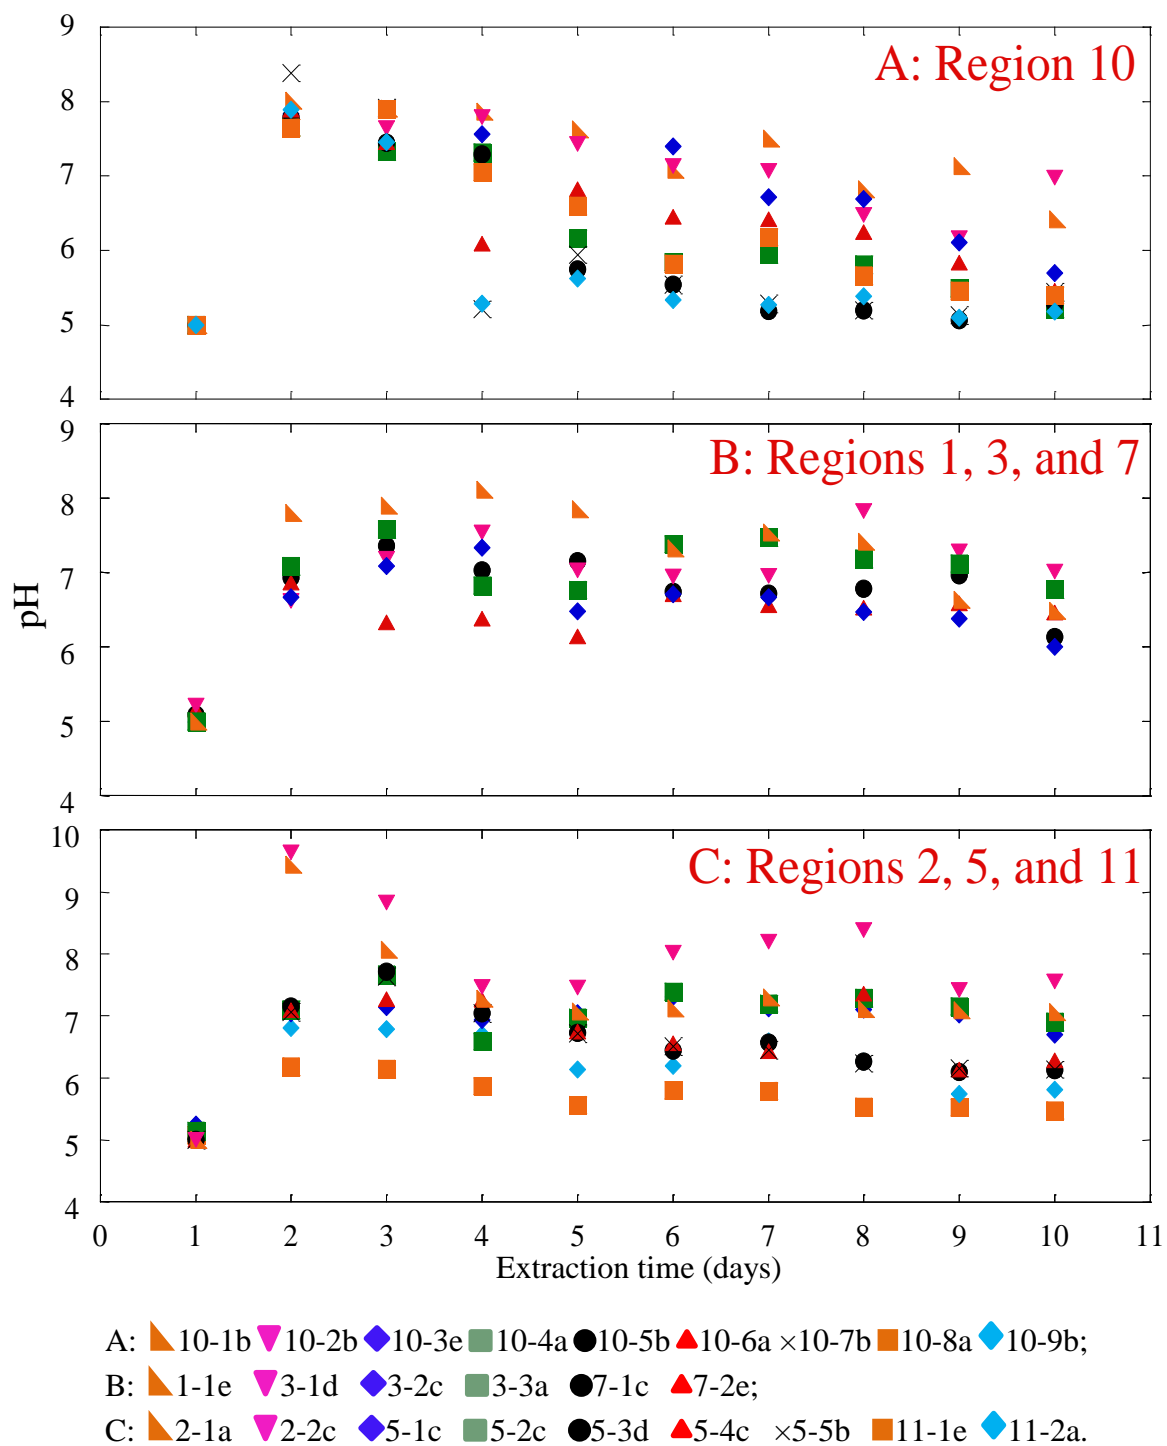 9
A: Region 10
8
7
6
5
4
9
B: Regions 1, 3, and 7
8
7
6
5
4
pH
10
C: Regions 2, 5, and 11
9
8
7
6
5
4
0 1 2 3 4 5 6 7 8 9 10 11
Extraction time (days)
A: 10-1b 10-2b 10-3e 10-4a 10-5b 10-6a ×10-7b 10-8a 10-9b;
B: 1-1e 3-1d 3-2c 3-3a 7-1c 7-2e;
C: 2-1a 2-2c 5-1c 5-2c 5-3d 5-4c ×5-5b 11-1e 11-2a.